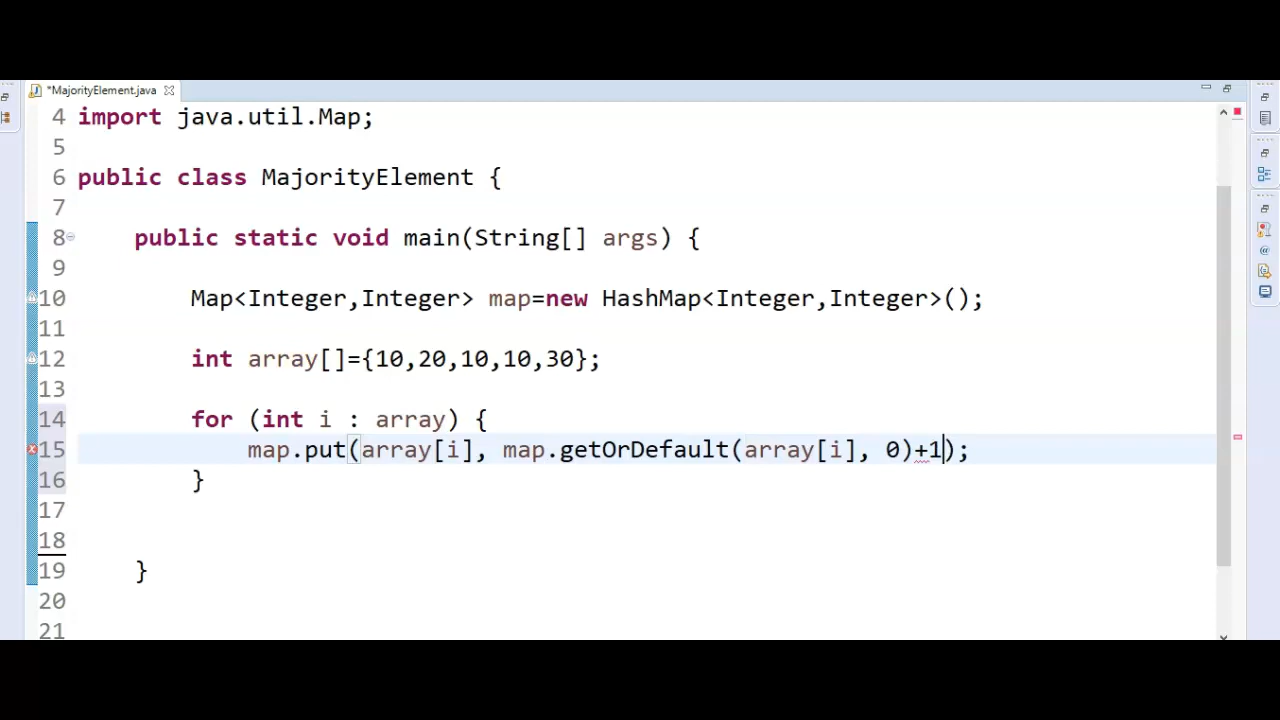 *MajorityElement.java
4 import java.util.Map;
5
6 public class MajorityElement {
7
8 public static void main(String[] args) {
9
10 Map<Integer,Integer> map=new HashMap<Integer,Integer>();
11
12 int array[]={10,20,10,10,30};
13
14 for (int i : array) {
15 map.put(array[i], map.getOrDefault(array[i], 0)+1);
16 }
17
18
19 }
20
21